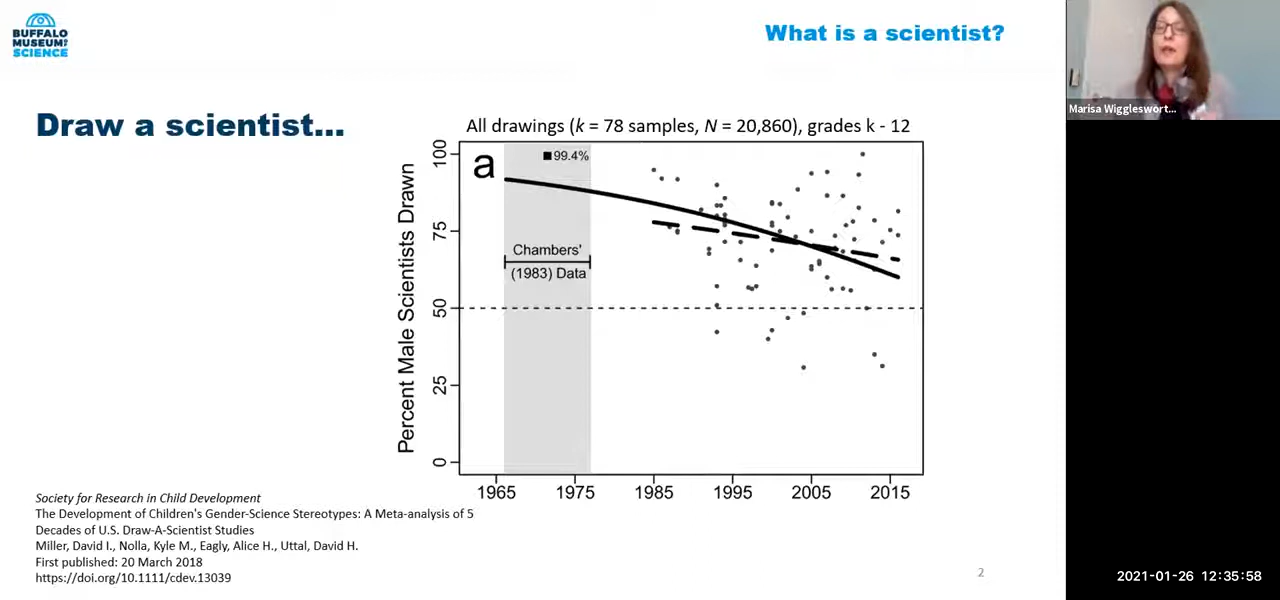 BUFFALO
MUSEUM OF
SCIENCE
What is a scientist?
Marisa Wiggleswort...
Draw a scientist...
All drawings (k = 78 samples, N = 20,860), grades k - 12
a
99.4%
Chambers'
(1983) Data
Percent Male Scientists Drawn
100
75
50
25
0
1965 1975 1985 1995 2005 2015
Society for Research in Child Development
The Development of Children's Gender-Science Stereotypes: A Meta-analysis of 5
Decades of U.S. Draw-A-Scientist Studies
Miller, David I., Nolla, Kyle M., Eagly, Alice H., Uttal, David H.
First published: 20 March 2018
https://doi.org/10.1111/cdev.13039
2
2021-01-26 12:35:58